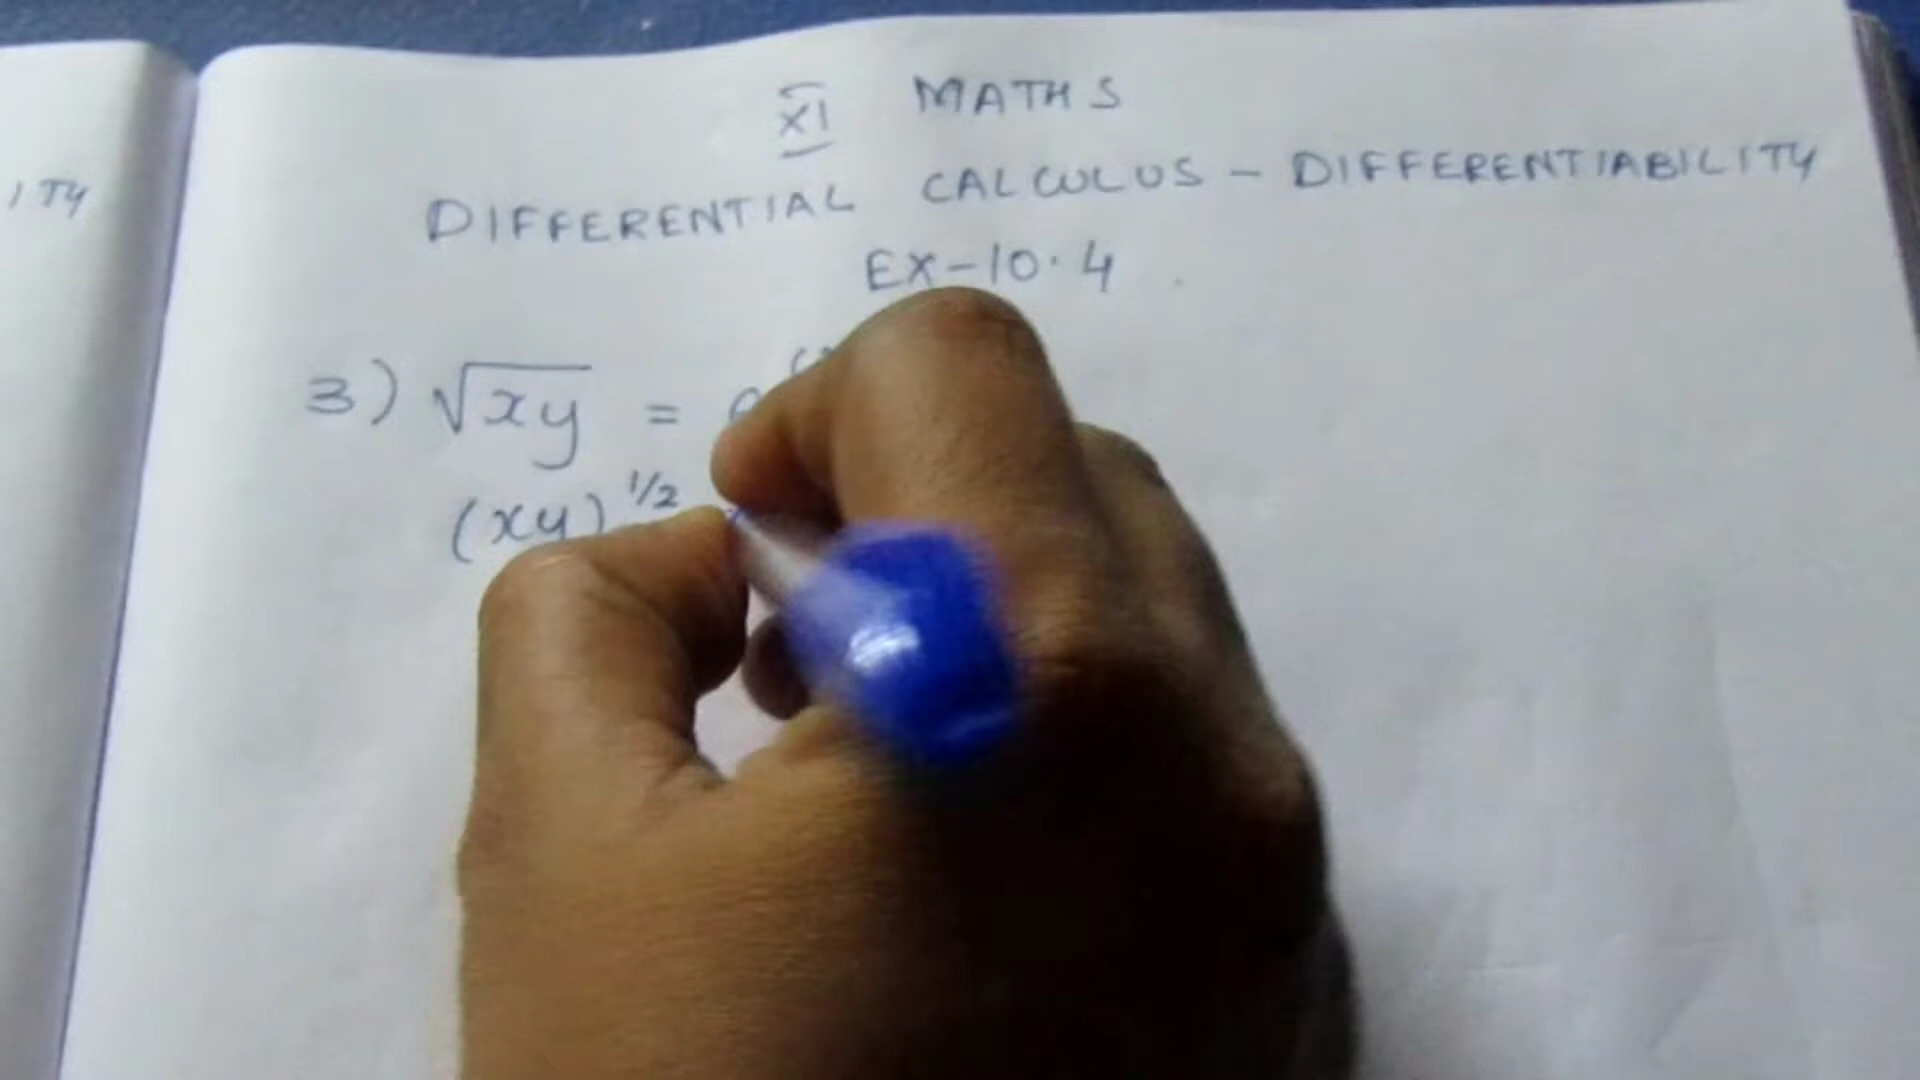 ITY
XI MATHS
DIFFERENTIAL CALCULUS - DIFFERENTIABILITY
EX-10.4
3) √xy = e
(xy)^1/2